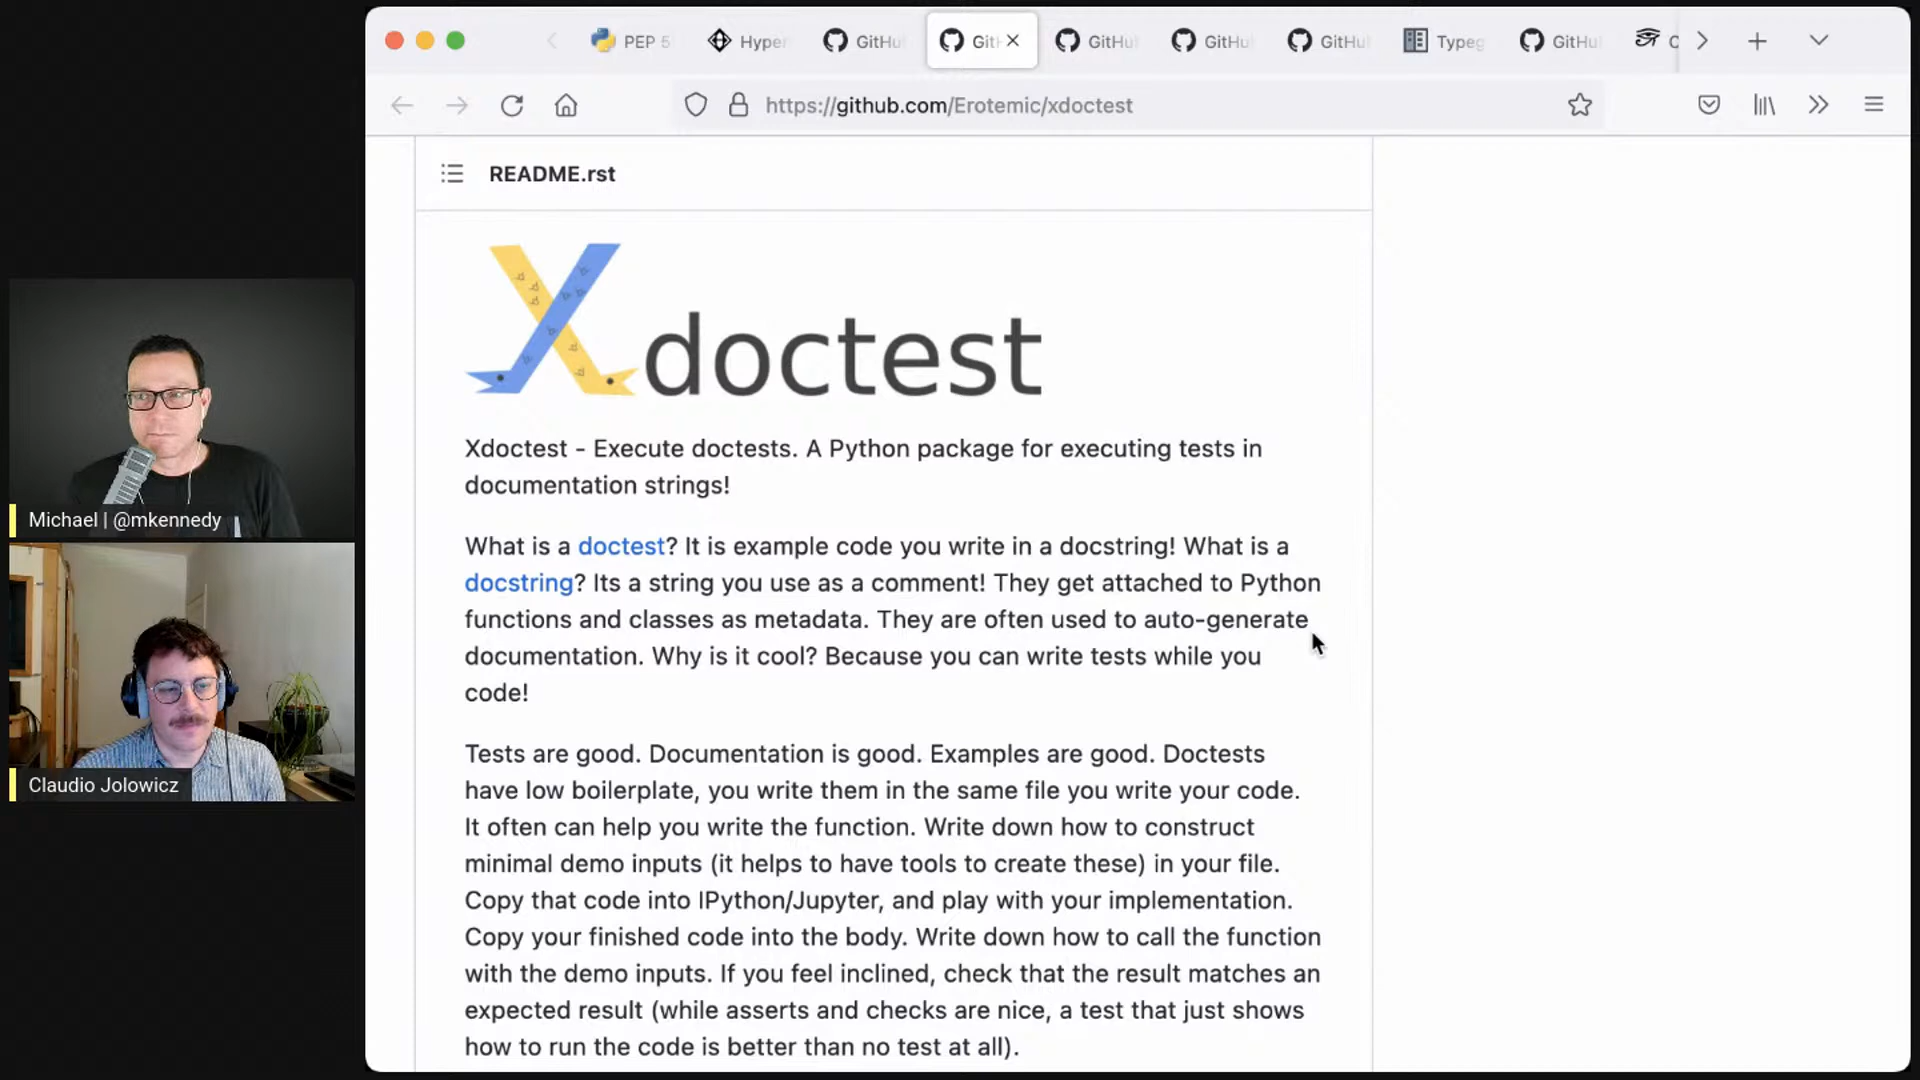 PEP 5
Hyper
GitHu
Git
GitHu
GitHu
GitHu
Typeg
GitHu
https://github.com/Erotemic/xdoctest
README.rst
Xdoctest
Xdoctest - Execute doctests. A Python package for executing tests in
documentation strings!
What is a doctest? It is example code you write in a docstring! What is a
docstring? Its a string you use as a comment! They get attached to Python
functions and classes as metadata. They are often used to auto-generate
documentation. Why is it cool? Because you can write tests while you
code!
Tests are good. Documentation is good. Examples are good. Doctests
have low boilerplate, you write them in the same file you write your code.
It often can help you write the function. Write down how to construct
minimal demo inputs (it helps to have tools to create these) in your file.
Copy that code into IPython/Jupyter, and play with your implementation.
Copy your finished code into the body. Write down how to call the function
with the demo inputs. If you feel inclined, check that the result matches an
expected result (while asserts and checks are nice, a test that just shows
how to run the code is better than no test at all).
Michael | @mkennedy
Claudio Jolowicz